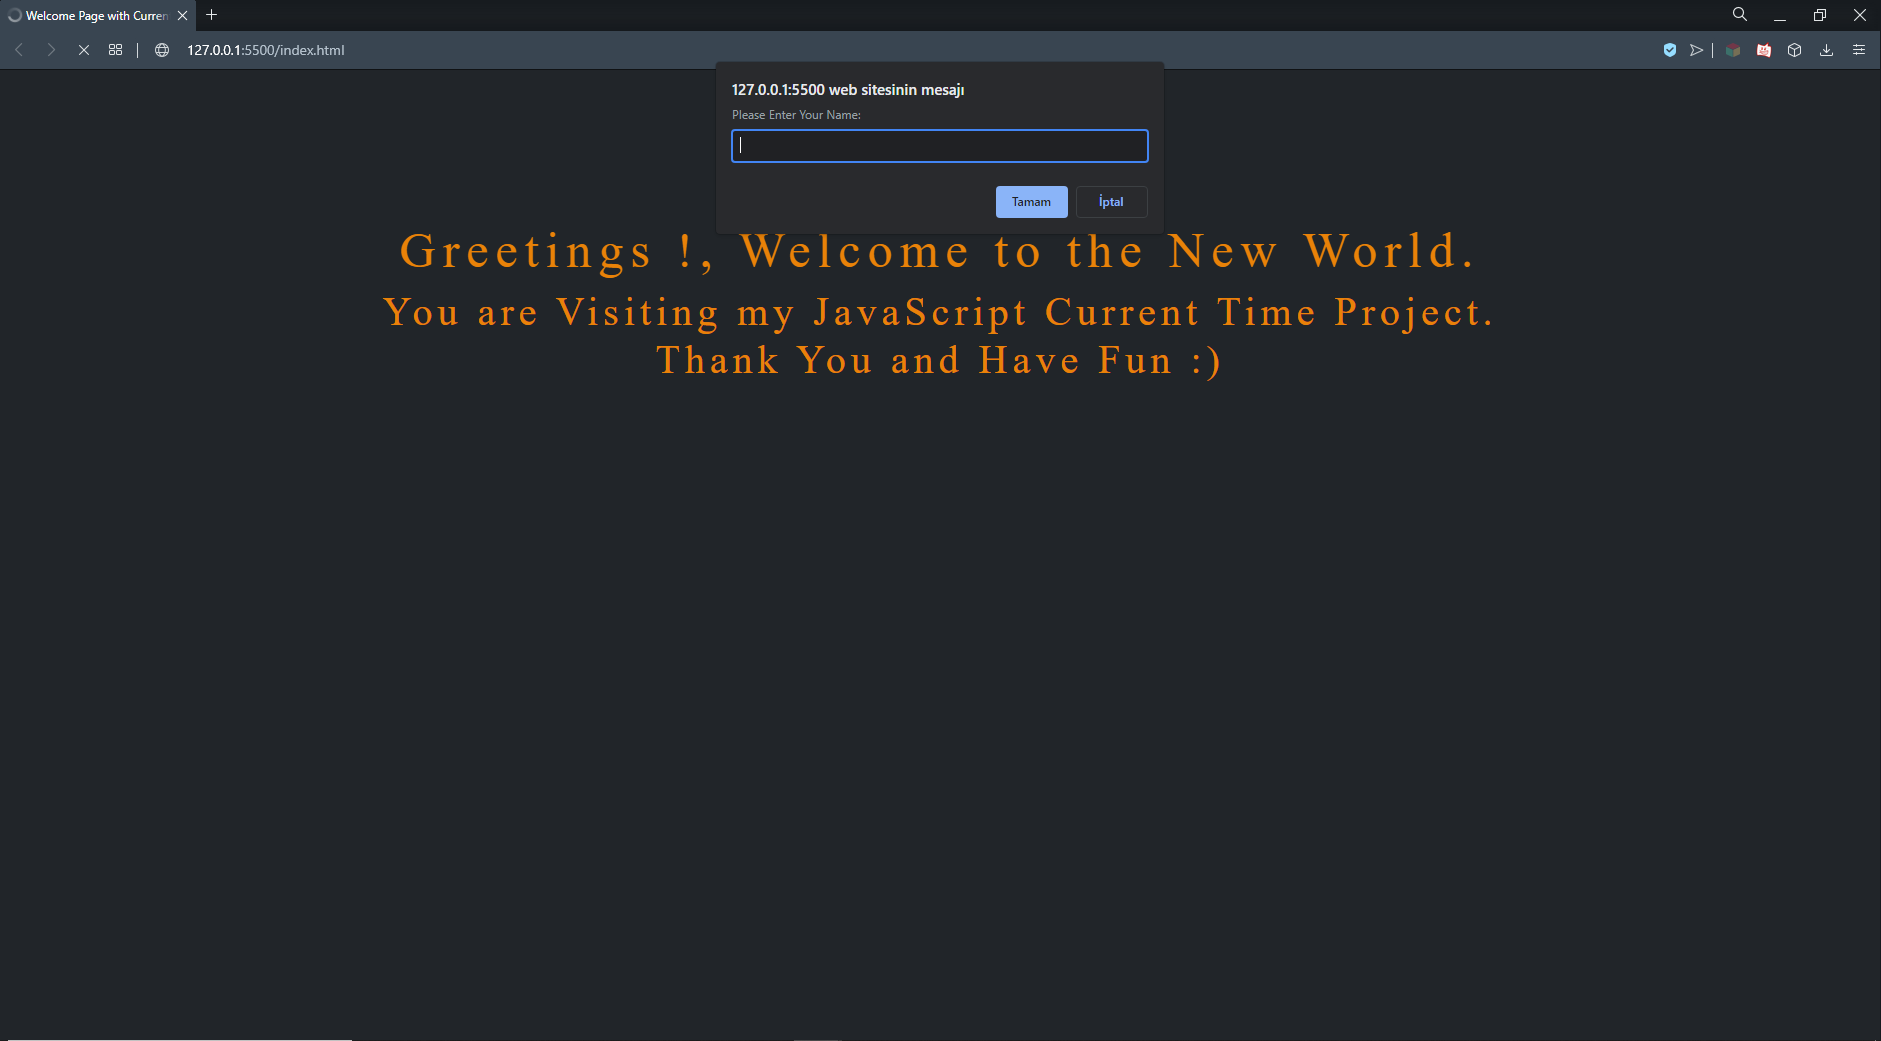 Welcome Page with Curren
127.0.0.1:5500/index.html
127.0.0.1:5500 web sitesinin mesajı
Please Enter Your Name:
Tamam İptal
Greetings !, Welcome to the New World.
You are Visiting my JavaScript Current Time Project.
Thank You and Have Fun :)